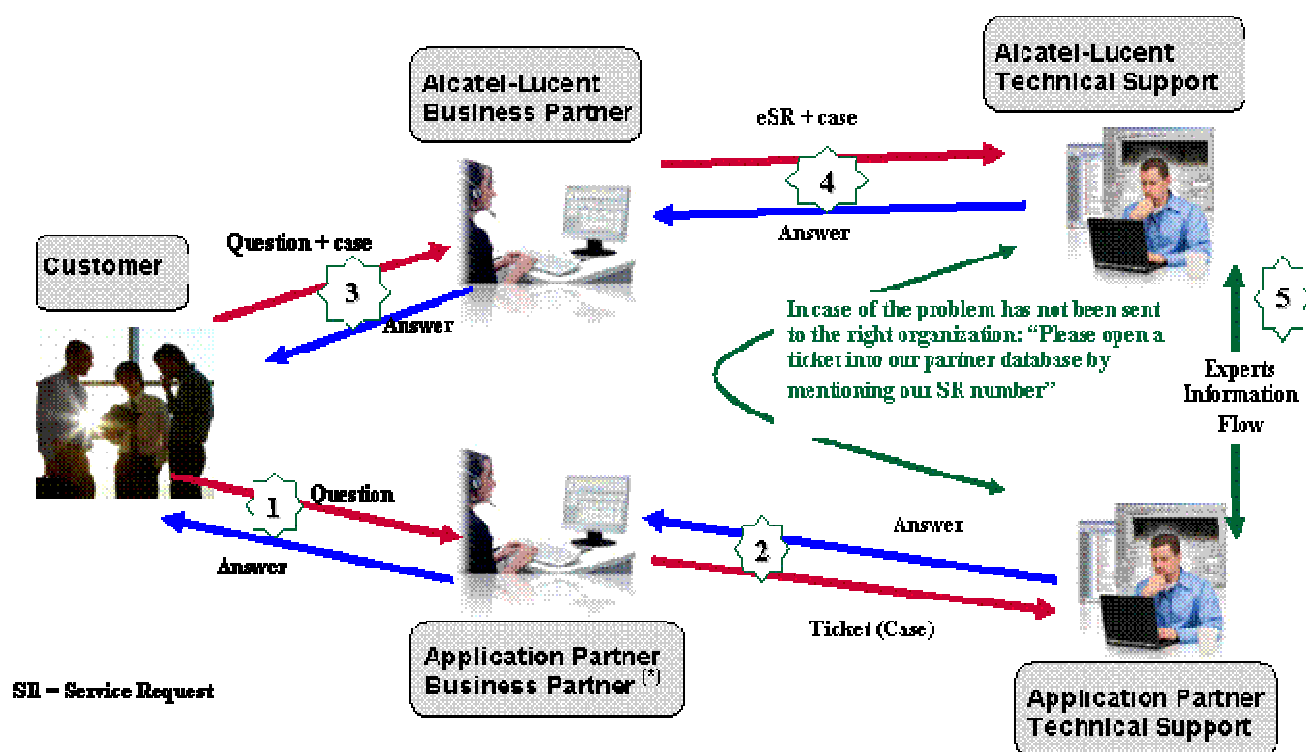 Alcatel-Lucent
Business Partner
Alcatel-Lucent
Technical Support
eSR + case
4
Answer
Customer
Question + case
3
Answer
In case of the problem has not been sent
to the right organization: “Please open a
ticket into our partner database by
mentioning our SR number”
5
Experts
Information
Flow
1
Question
Answer
Answer
2
Ticket (Case)
Application Partner
Business Partner (*)
SR = Service Request
Application Partner
Technical Support